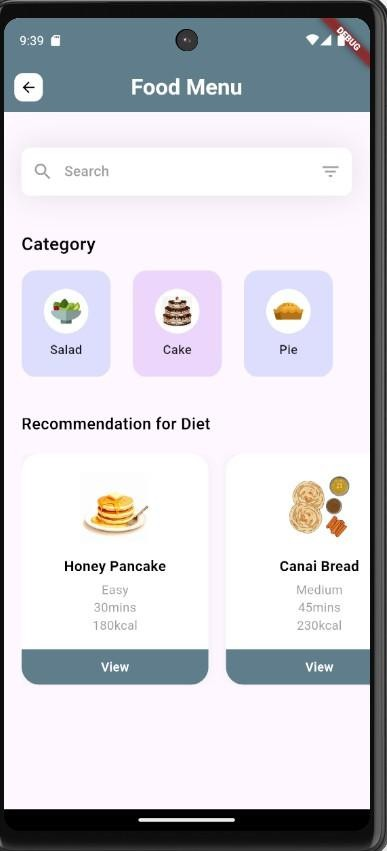 9:39
DEBUG
Food Menu
Search
Category
Salad
Cake
Pie
Recommendation for Diet
Honey Pancake
Easy
30mins
180kcal
View
Canai Bread
Medium
45mins
230kcal
View